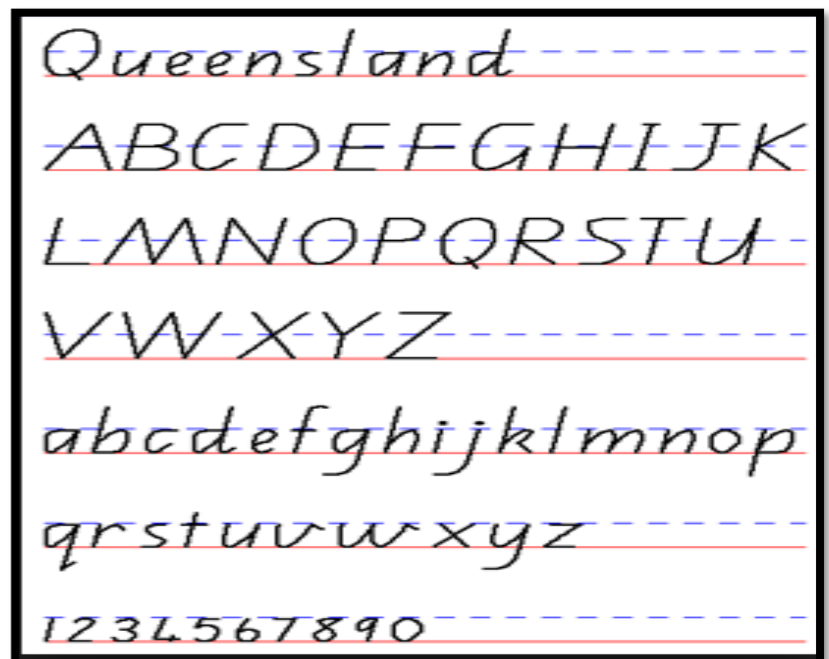 Queensland
ABCDEFGHIJK
LMNOPQRSTU
VWXYZ
abcdefghijklmnop
qrstuvwxyz
1234567890